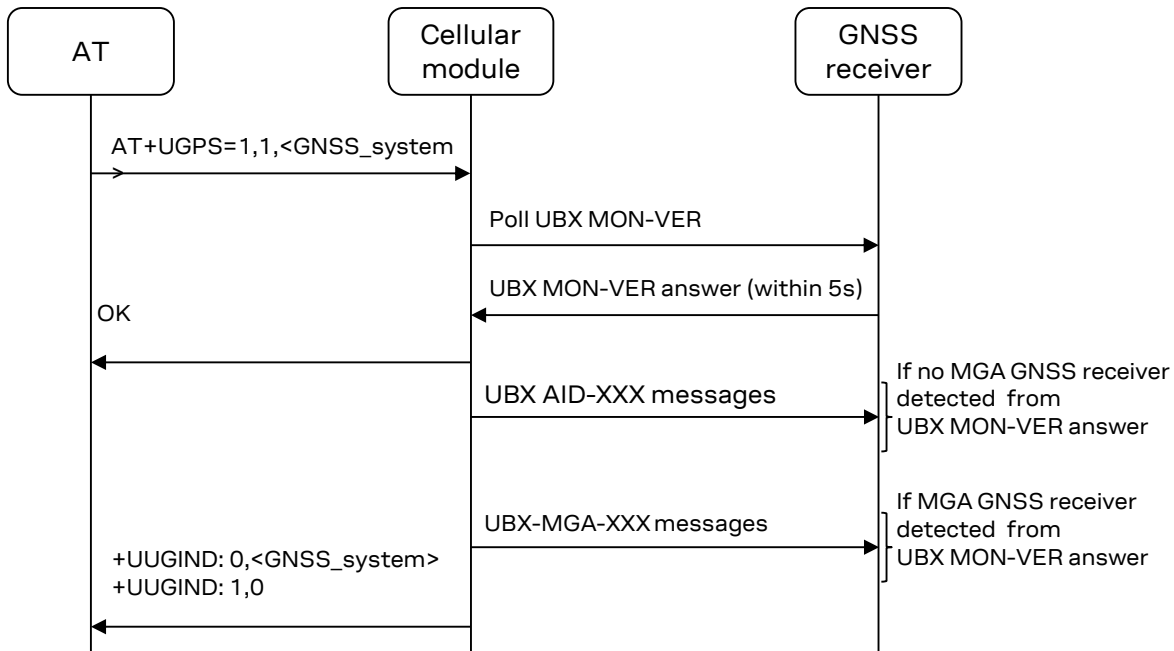 AT
Cellular
module
GNSS
receiver
AT+UGPS=1,1,<GNSS_system
Poll UBX MON-VER
UBX MON-VER answer (within 5s)
OK
UBX AID-XXX messages
If no MGA GNSS receiver
detected from
UBX MON-VER answer
UBX-MGA-XXX messages
If MGA GNSS receiver
detected from
UBX MON-VER answer
+UUGIND: 0,<GNSS_system>
+UUGIND: 1,0